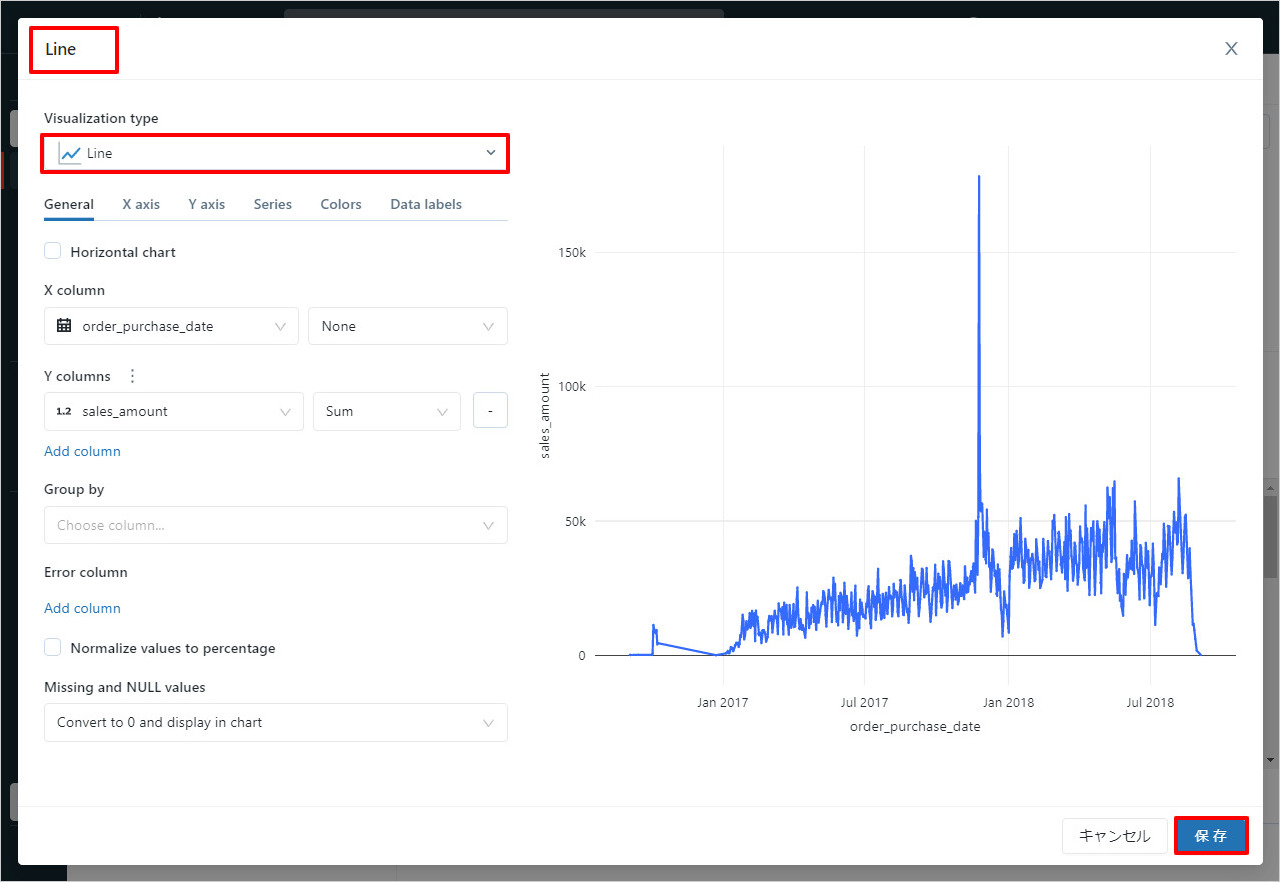 Line
X
Visualization type
Line
General X axis Y axis Series Colors Data labels
Horizontal chart
X column
order_purchase_date None
Y columns
1.2 sales_amount Sum -
Add column
Group by
Choose column...
Error column
Add column
Normalize values to percentage
Missing and NULL values
Convert to 0 and display in chart
150k
100k
50k
0
sales_amount
Jan 2017 Jul 2017 Jan 2018 Jul 2018
order_purchase_date
キャンセル 保存